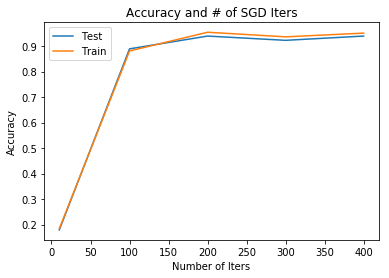 Accuracy and # of SGD Iters
Test
Train
Accuracy
0.9
0.8
0.7
0.6
0.5
0.4
0.3
0.2
0 50 100 150 200 250 300 350 400
Number of Iters